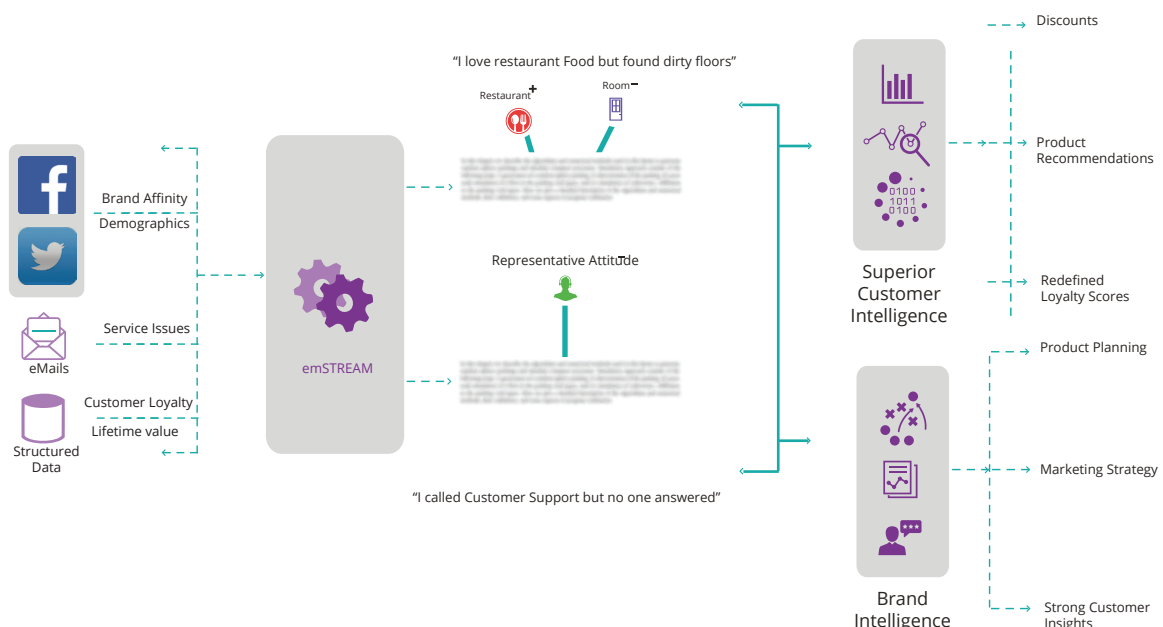 Discounts
“I love restaurant Food but found dirty floors”
Restaurant+
Room−
Product
Recommendations
0100
1011
0100
Brand Affinity
Demographics
Representative Attitude−
Superior
Customer
Intelligence
Redefined
Loyalty Scores
Service Issues
eMails
emSTREAM
Product Planning
Customer Loyalty
Lifetime value
Structured
Data
Marketing Strategy
“I called Customer Support but no one answered”
Brand
Intelligence
Strong Customer
Insights